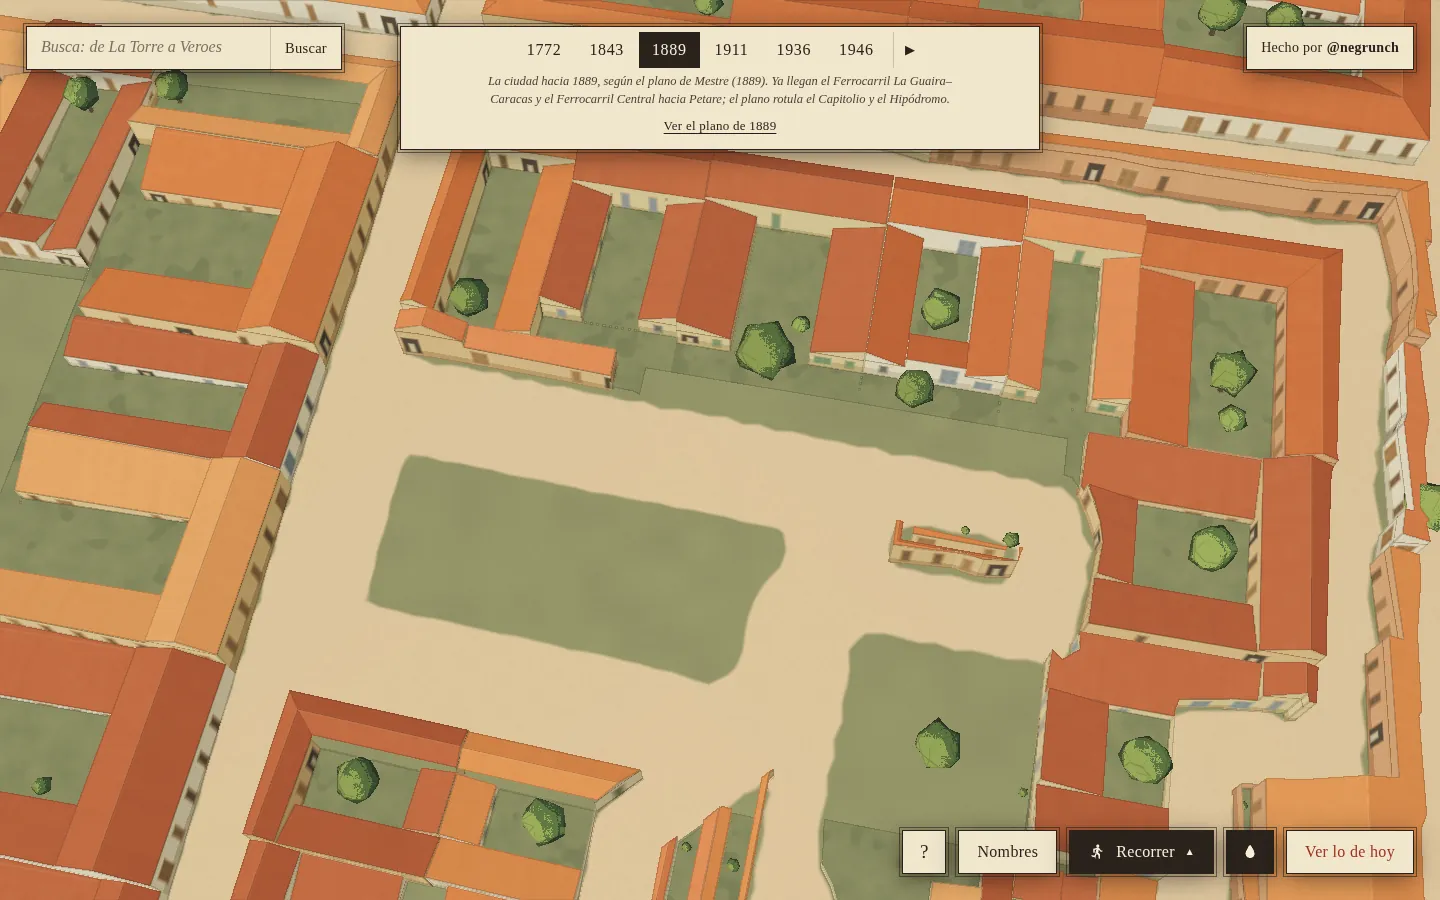 Busca: de La Torre a Veroes
Buscar
1772 1843 1889 1911 1936 1946 ▶
La ciudad hacia 1889, según el plano de Mestre (1889). Ya llegan el Ferrocarril La Guaira–
Caracas y el Ferrocarril Central hacia Petare; el plano rotula el Capitolio y el Hipódromo.
Ver el plano de 1889
Hecho por @negrunch
?
Nombres
Recorrer ▲
Ver lo de hoy